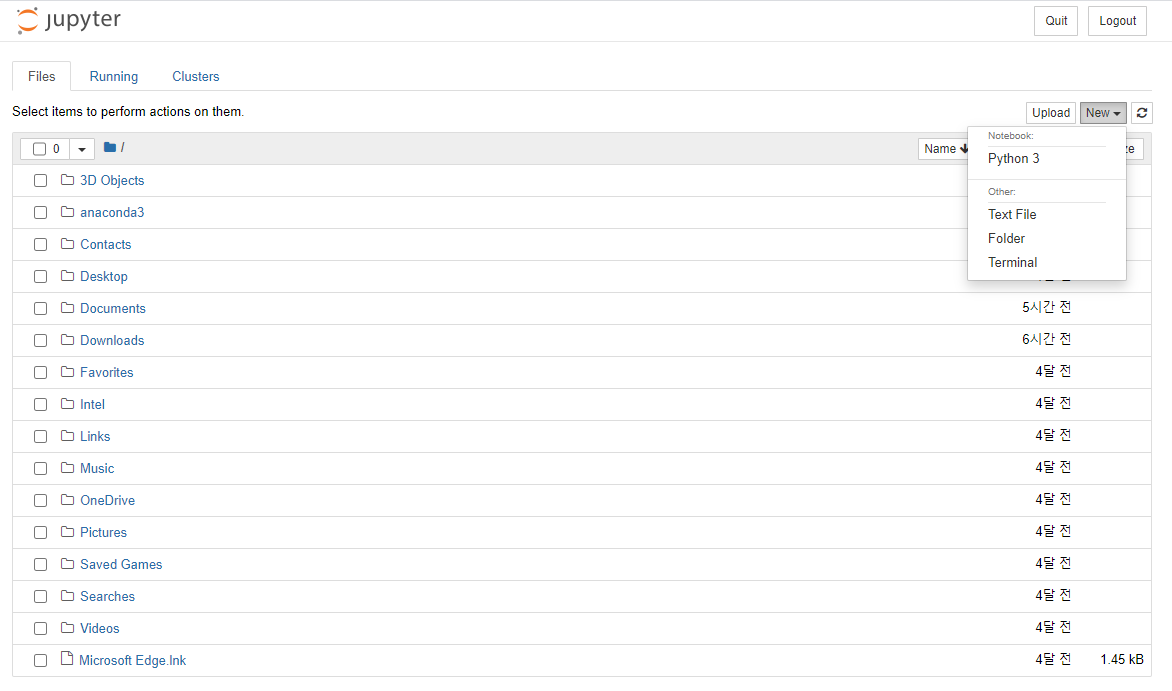 jupyter Quit Logout
Files Running Clusters
Select items to perform actions on them. Upload New
0 / Name ze
Notebook:
Python 3
Other:
Text File
Folder
Terminal
3D Objects
anaconda3
Contacts
Desktop
Documents 5시간 전
Downloads 6시간 전
Favorites 4달 전
Intel 4달 전
Links 4달 전
Music 4달 전
OneDrive 4달 전
Pictures 4달 전
Saved Games 4달 전
Searches 4달 전
Videos 4달 전
Microsoft Edge.lnk 4달 전 1.45 kB